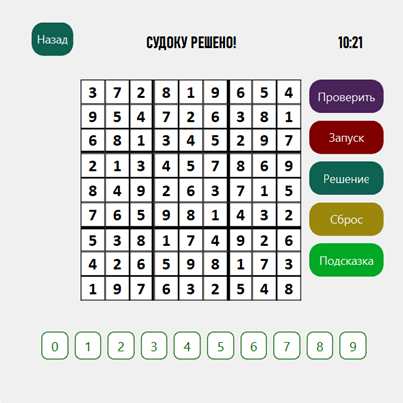 Назад СУДОКУ РЕШЕНО! 10:21
3 7 2 8 1 9 6 5 4
9 5 4 7 2 6 3 8 1
6 8 1 3 4 5 2 9 7
2 1 3 4 5 7 8 6 9
8 4 9 2 6 3 7 1 5
7 6 5 9 8 1 4 3 2
5 3 8 1 7 4 9 2 6
4 2 6 5 9 8 1 7 3
1 9 7 6 3 2 5 4 8
Проверить
Запуск
Решение
Сброс
Подсказка
0 1 2 3 4 5 6 7 8 9